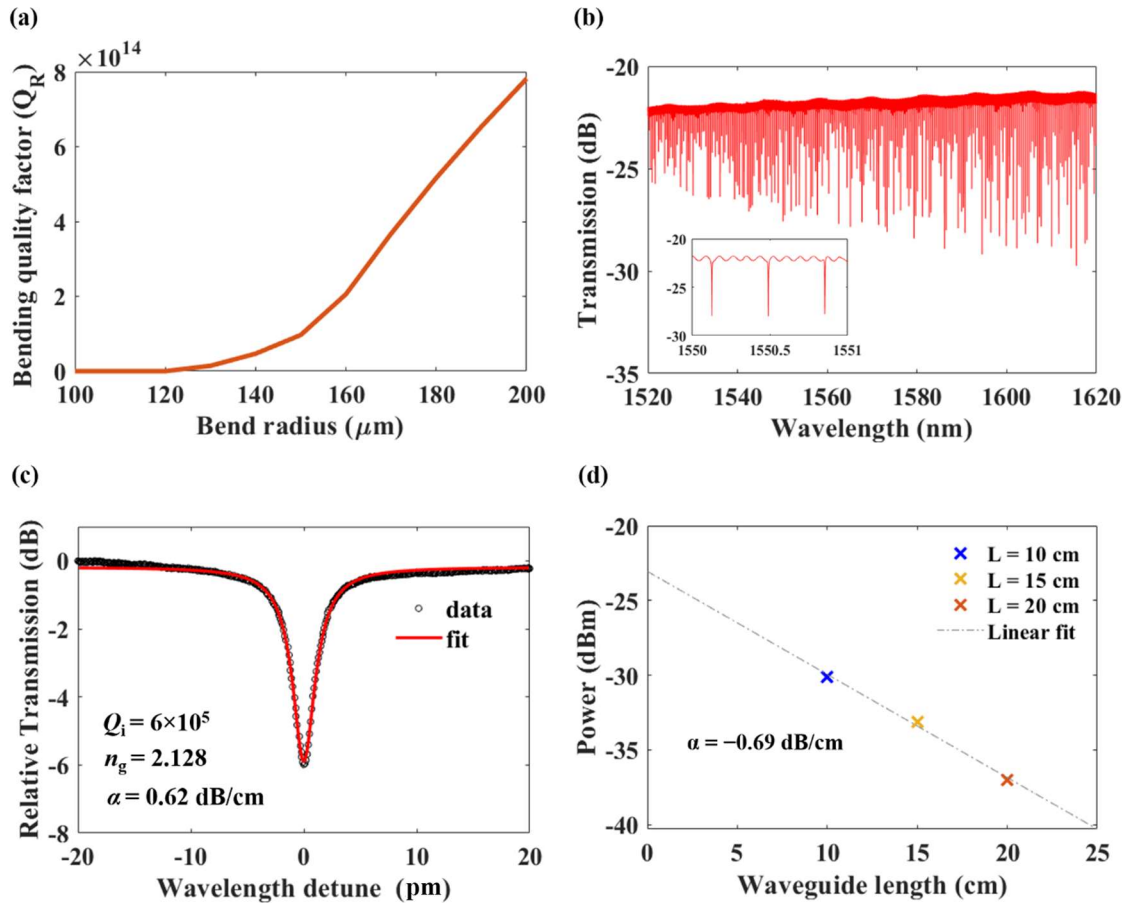 (a)
×10^14
8
6
4
2
0
100 120 140 160 180 200
Bending quality factor (Q_R)
Bend radius (μm)
(b)
-20
-25
-30
-35
1520 1540 1560 1580 1600 1620
Transmission (dB)
Wavelength (nm)
-20
-25
-30
1550 1550.5 1551
(c)
0
-2
-4
-6
-8
-20 -10 0 10 20
Relative Transmission (dB)
Wavelength detune (pm)
data
fit
Q_i = 6×10^5
n_g = 2.128
α = 0.62 dB/cm
(d)
-20
-25
-30
-35
-40
0 5 10 15 20 25
Power (dBm)
Waveguide length (cm)
L = 10 cm
L = 15 cm
L = 20 cm
Linear fit
α = −0.69 dB/cm